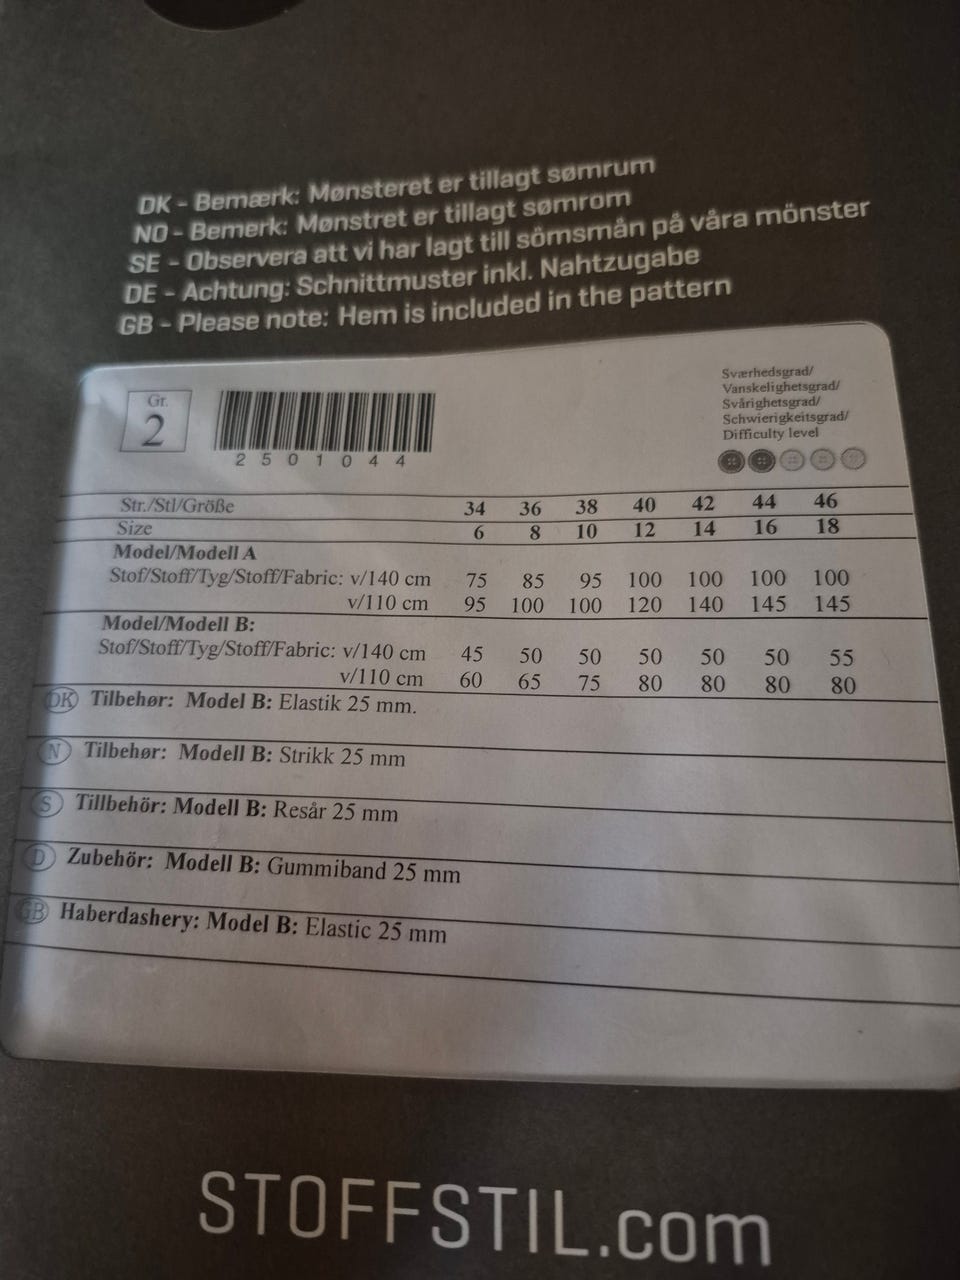 DK - Bemærk: Mønsteret er tillagt sømrum
NO - Bemerk: Mønstret er tillagt sømrom
SE - Observera att vi har lagt till sömsmån på våra mönster
DE - Achtung: Schnittmuster inkl. Nahtzugabe
GB - Please note: Hem is included in the pattern
Gr.
2
2501044
Sværhedsgrad/
Vanskelighetsgrad/
Svårighetsgrad/
Schwierigkeitsgrad/
Difficulty level
Str./Stl/Größe 34 36 38 40 42 44 46
Size 6 8 10 12 14 16 18
Model/Modell A
Stof/Stoff/Tyg/Stoff/Fabric: v/140 cm 75 85 95 100 100 100 100
v/110 cm 95 100 100 120 140 145 145
Model/Modell B:
Stof/Stoff/Tyg/Stoff/Fabric: v/140 cm 45 50 50 50 50 50 55
v/110 cm 60 65 75 80 80 80 80
DK Tilbehør: Model B: Elastik 25 mm.
N Tilbehør: Modell B: Strikk 25 mm
S Tillbehör: Modell B: Resår 25 mm
D Zubehör: Modell B: Gummiband 25 mm
GB Haberdashery: Model B: Elastic 25 mm
STOFFSTIL.com